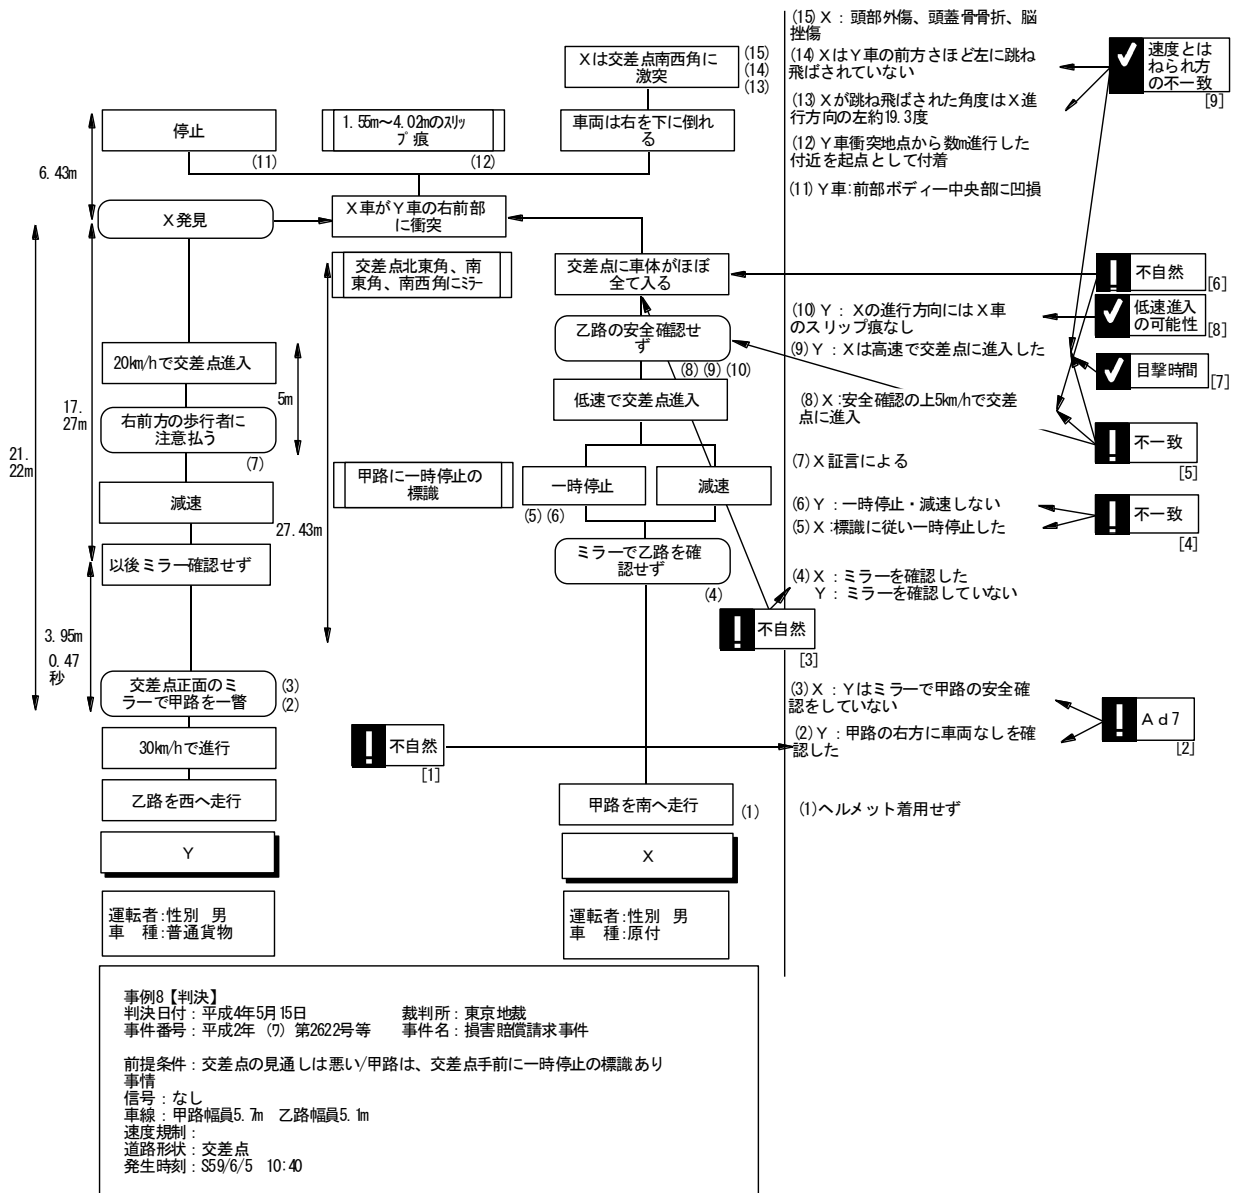 (15)X：頭部外傷、頭蓋骨骨折、脳
挫傷
(14)XはY車の前方さほど左に跳ね
飛ばされていない
(13)Xが跳ね飛ばされた角度はX進
行方向の左約19.3度
(12)Y車衝突地点から数m進行した
付近を起点として付着
(11)Y車:前部ボディー中央部に凹損
速度とは
ねられ方
の不一致
[9]
Xは交差点南西角に
激突
(15)
(14)
(13)
停止
(11)
1.55m～4.02mのスリッ
プ痕
(12)
車両は右を下に倒れ
る
6.43m
X発見
X車がY車の右前部
に衝突
交差点北東角、南
東角、南西角にミラー
交差点に車体がほぼ
全て入る
不自然
[6]
(10)Y：Xの進行方向にはX車
のスリップ痕なし
低速進入
の可能性
[8]
乙路の安全確認せ
ず
(8)(9)(10)
(9)Y：Xは高速で交差点に進入した
目撃時間
[7]
20km/hで交差点進入
5m
低速で交差点進入
(8)X:安全確認の上5km/hで交差
点に進入
17.
27m
右前方の歩行者に
注意払う
(7)
21.
22m
不一致
[5]
(7)X証言による
減速
甲路に一時停止の
標識
一時停止
(5)(6)
減速
(6)Y：一時停止・減速しない
(5)X:標識に従い一時停止した
不一致
[4]
27.43m
以後ミラー確認せず
ミラーで乙路を確
認せず
(4)
(4)X：ミラーを確認した
Y：ミラーを確認していない
不自然
[3]
3.95m
0.47
秒
交差点正面のミ
ラーで甲路を一瞥
(3)
(2)
(3)X：Yはミラーで甲路の安全確
認をしていない
(2)Y：甲路の右方に車両なしを確
認した
Ad7
[2]
30km/hで進行
不自然
[1]
乙路を西へ走行
甲路を南へ走行
(1)
(1)ヘルメット着用せず
Y
X
運転者:性別 男
車 種:普通貨物
運転者:性別 男
車 種:原付
事例8【判決】
判決日付：平成4年5月15日 裁判所：東京地裁
事件番号：平成2年（ワ）第2622号等 事件名：損害賠償請求事件
前提条件：交差点の見通しは悪い/甲路は、交差点手前に一時停止の標識あり
事情
信号：なし
車線：甲路幅員5.7m 乙路幅員5.1m
速度規制：
道路形状：交差点
発生時刻：S59/6/5 10:40